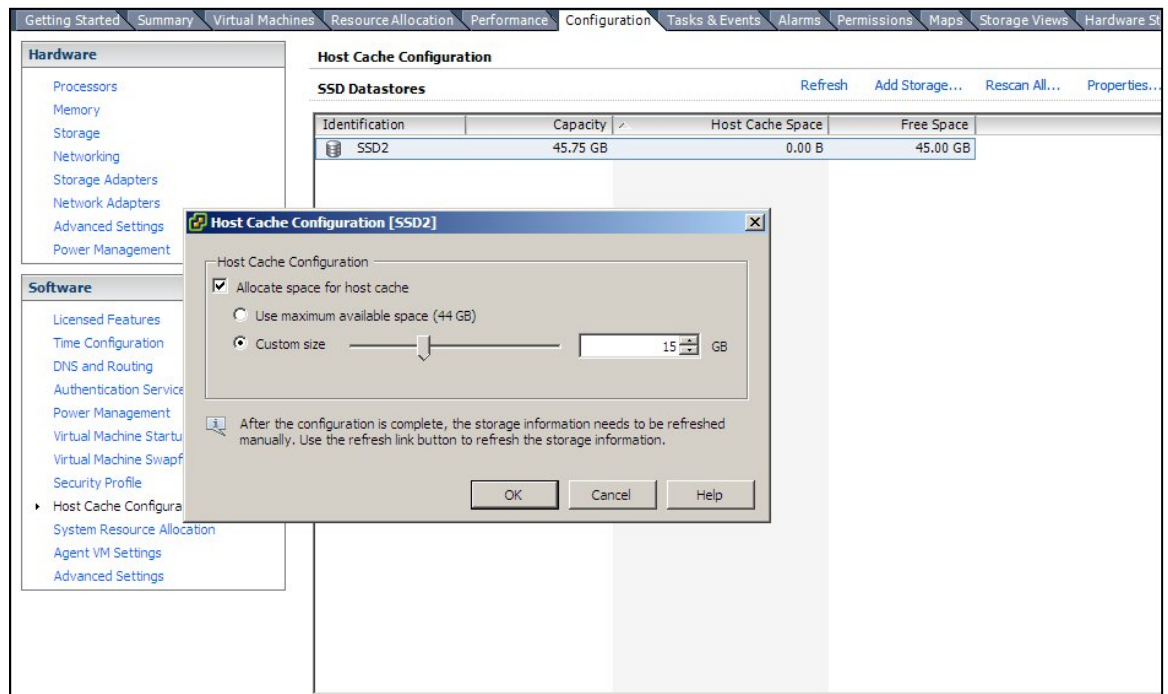 Getting Started Summary Virtual Machines Resource Allocation Performance Configuration Tasks & Events Alarms Permissions Maps Storage Views Hardware St
Hardware
Processors
Memory
Storage
Networking
Storage Adapters
Network Adapters
Advanced Settings
Power Management
Software
Licensed Features
Time Configuration
DNS and Routing
Authentication Service
Power Management
Virtual Machine Startu
Virtual Machine Swapf
Security Profile
Host Cache Configura
System Resource Allocation
Agent VM Settings
Advanced Settings
Host Cache Configuration
SSD Datastores Refresh Add Storage... Rescan All... Properties...
Identification Capacity Host Cache Space Free Space
SSD2 45.75 GB 0.00 B 45.00 GB
Host Cache Configuration [SSD2]
Host Cache Configuration
Allocate space for host cache
Use maximum available space (44 GB)
Custom size 15 GB
After the configuration is complete, the storage information needs to be refreshed
manually. Use the refresh link button to refresh the storage information.
OK Cancel Help